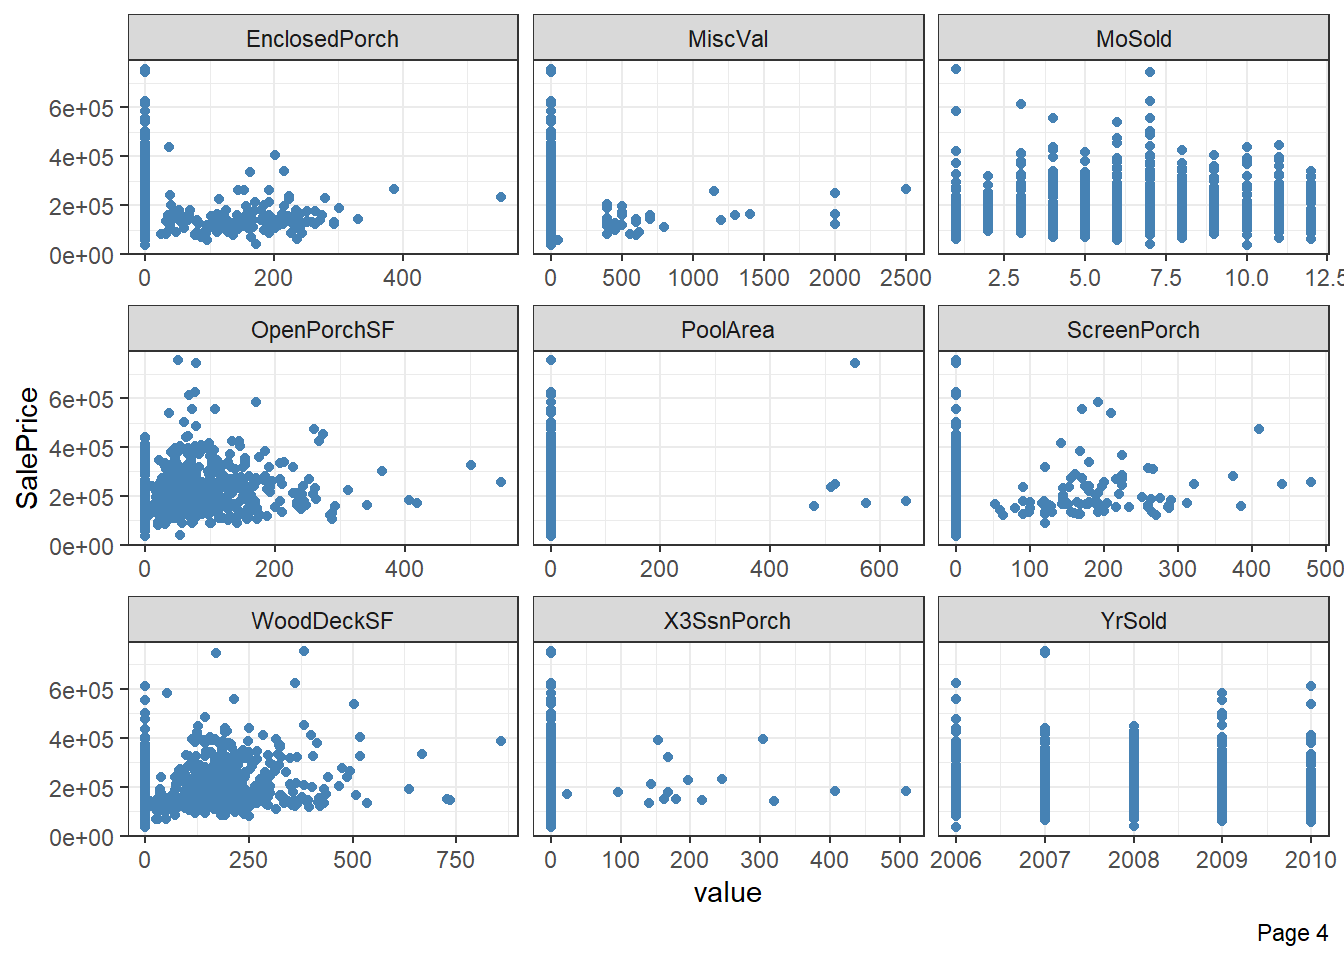 EnclosedPorch MiscVal MoSold
6e+05
4e+05
2e+05
0e+00
0 200 400 0 500 1000 1500 2000 2500 2.5 5.0 7.5 10.0 12.5
OpenPorchSF PoolArea ScreenPorch
6e+05
4e+05
2e+05
0e+00
0 200 400 0 200 400 600 0 100 200 300 400 500
WoodDeckSF X3SsnPorch YrSold
6e+05
4e+05
2e+05
0e+00
0 250 500 750 0 100 200 300 400 500 2006 2007 2008 2009 2010
SalePrice
value
Page 4